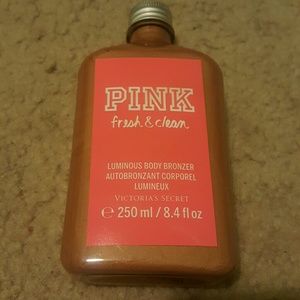 PINK
fresh & clean
LUMINOUS BODY BRONZER
AUTOBRONZANT CORPOREL
LUMINEUX
VICTORIA'S SECRET
℮ 250 ml / 8.4 fl oz